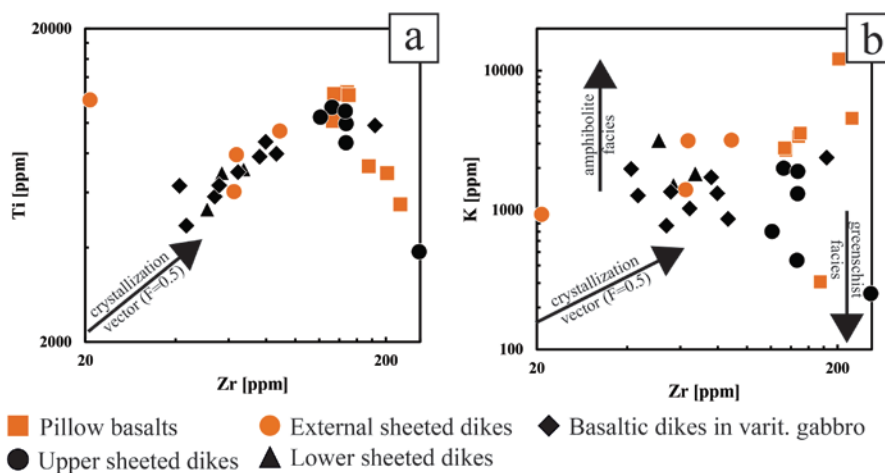 20000
a
Ti [ppm]
crystallization
vector (F=0.5)
2000
20
200
Zr [ppm]
b
10000
amphibolite
facies
K [ppm]
1000
greenschist
facies
crystallization
vector (F=0.5)
100
20
200
Zr [ppm]
Pillow basalts
External sheeted dikes
Basaltic dikes in varit. gabbro
Upper sheeted dikes
Lower sheeted dikes